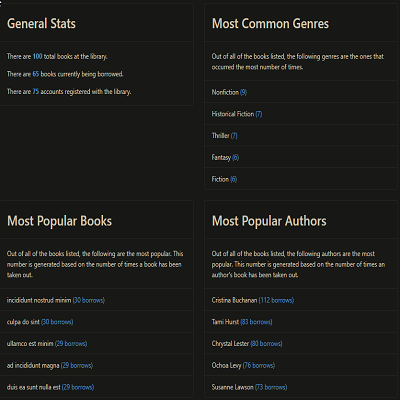 General Stats
There are 100 total books at the library.
There are 65 books currently being borrowed.
There are 75 accounts registered with the library.
Most Common Genres
Out of all of the books listed, the following genres are the ones that
occurred the most number of times.
Nonfiction (9)
Historical Fiction (7)
Thriller (7)
Fantasy (6)
Fiction (6)
Most Popular Books
Out of all of the books listed, the following are the most popular. This
number is generated based on the number of times a book has been
taken out.
incididunt nostrud minim (30 borrows)
culpa do sint (30 borrows)
ullamco est minim (29 borrows)
ad incididunt magna (29 borrows)
duis ea sunt nulla est (29 borrows)
Most Popular Authors
Out of all of the books listed, the following authors are the most
popular. This number is generated based on the number of times an
author's book has been taken out.
Cristina Buchanan (112 borrows)
Tami Hurst (83 borrows)
Chrystal Lester (80 borrows)
Ochoa Levy (76 borrows)
Susanne Lawson (73 borrows)